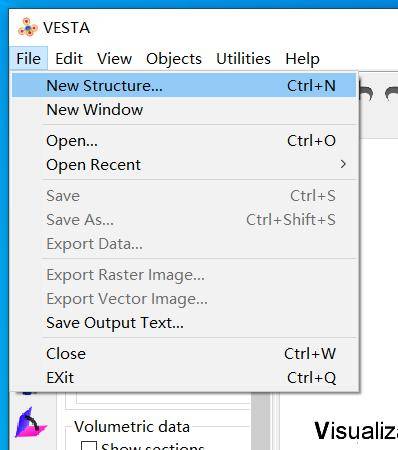 VESTA
File Edit View Objects Utilities Help
New Structure... Ctrl+N
New Window
Open... Ctrl+O
Open Recent
Save Ctrl+S
Save As... Ctrl+Shift+S
Export Data...
Export Raster Image...
Export Vector Image...
Save Output Text...
Close Ctrl+W
EXit Ctrl+Q
Volumetric data
Show sections